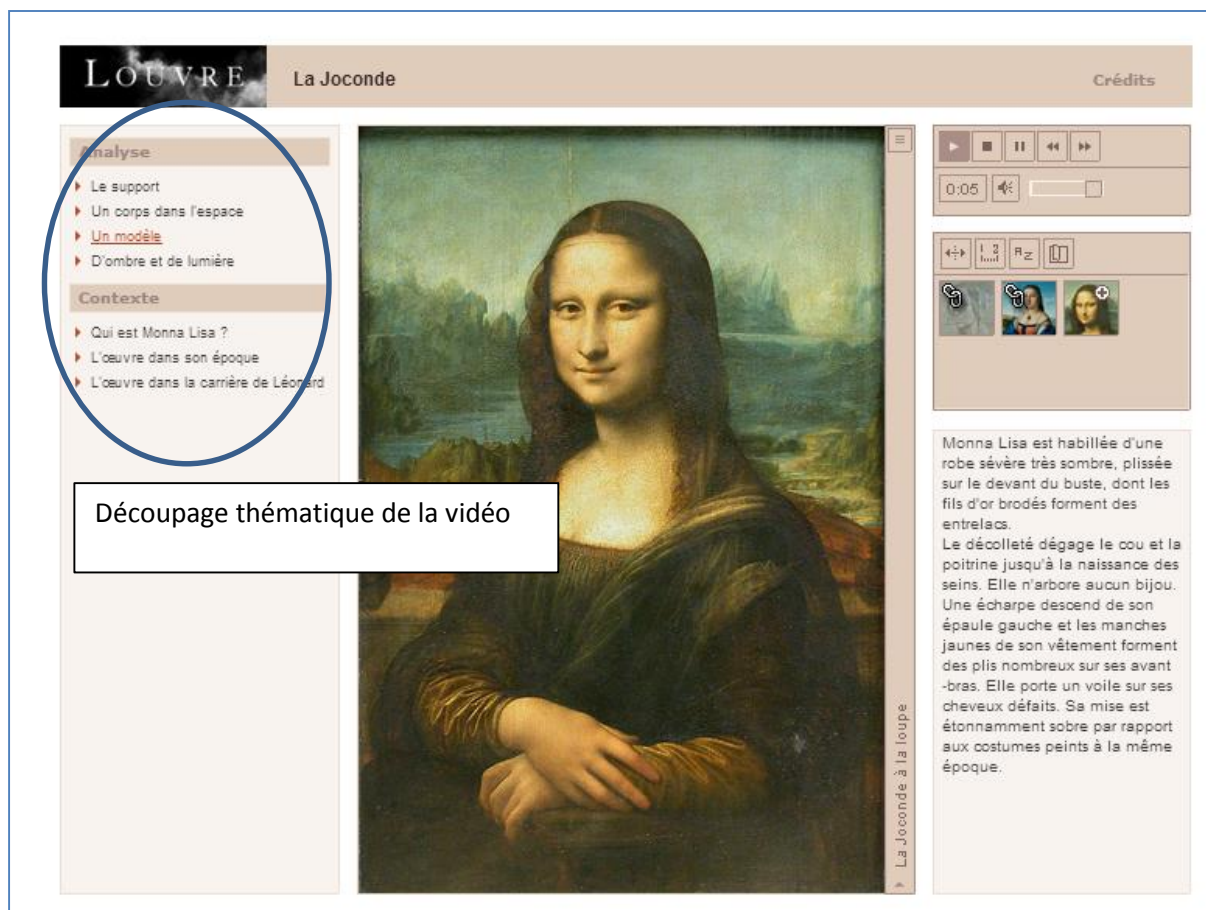 LOUVRE
La Joconde
Crédits
Analyse
Le support
Un corps dans l'espace
Un modèle
D'ombre et de lumière
Contexte
Qui est Monna Lisa ?
L'œuvre dans son époque
L'œuvre dans la carrière de Léonard
Découpage thématique de la vidéo
La Joconde à la loupe
0:05
1 2
A z
Monna Lisa est habillée d'une
robe sévère très sombre, plissée
sur le devant du buste, dont les
fils d'or brodés forment des
entrelacs.
Le décolleté dégage le cou et la
poitrine jusqu'à la naissance des
seins. Elle n'arbore aucun bijou.
Une écharpe descend de son
épaule gauche et les manches
jaunes de son vêtement forment
des plis nombreux sur ses avant
-bras. Elle porte un voile sur ses
cheveux défaits. Sa mise est
étonnamment sobre par rapport
aux costumes peints à la même
époque.